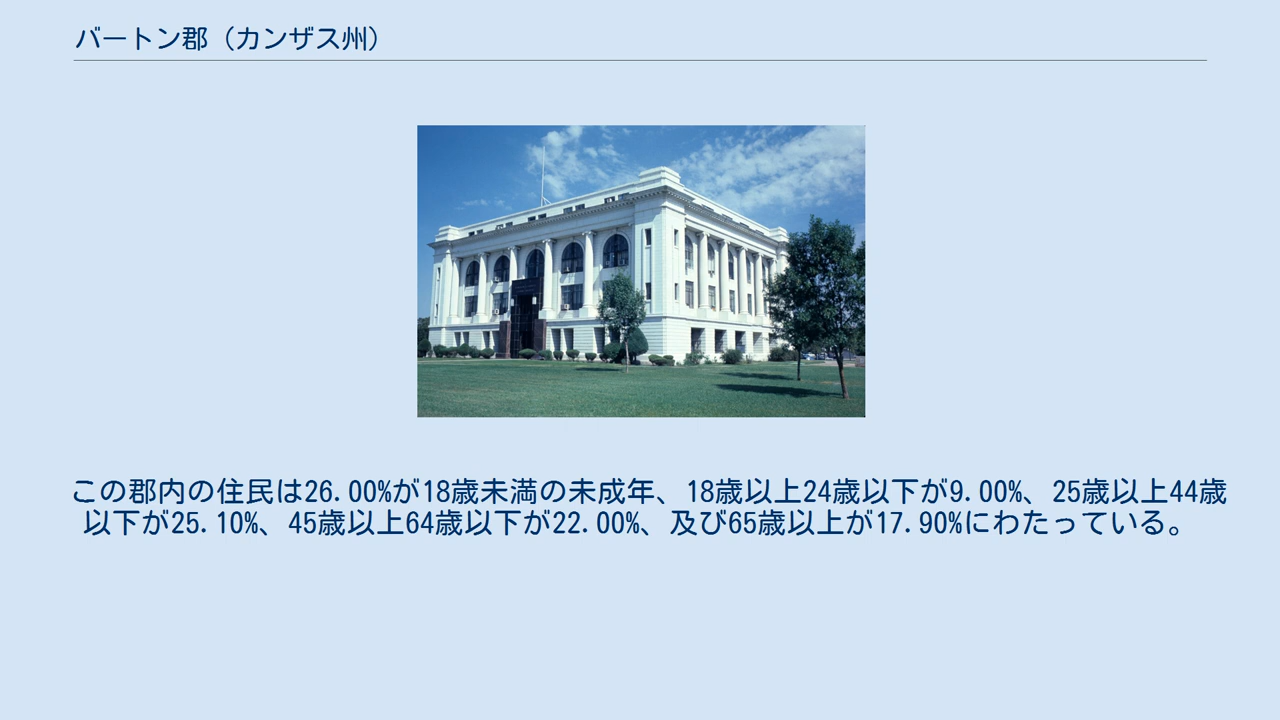 バートン郡（カンザス州）
この郡内の住民は26.00%が18歳未満の未成年、18歳以上24歳以下が9.00%、25歳以上44歳
以下が25.10%、45歳以上64歳以下が22.00%、及び65歳以上が17.90%にわたっている。